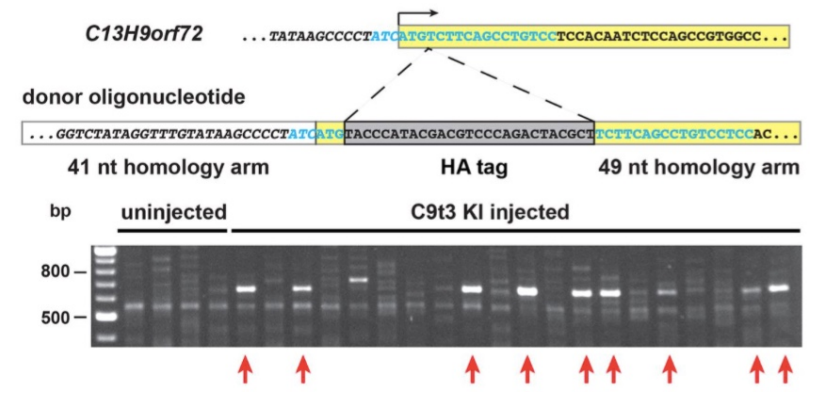 C13H9orf72 ...TATAAGCCCCTATCATGTCTTCAGCCTGTCCTCCACAATCTCCAGCCGTGGCC...
donor oligonucleotide
...GGTCTATAGGTTTGTATAAGCCCCTATCATGTACCCATACGACGTCCCAGACTACGCTTCTTCAGCCTGTCCTCCAC...
41 nt homology arm HA tag 49 nt homology arm
bp uninjected C9t3 KI injected
800
500